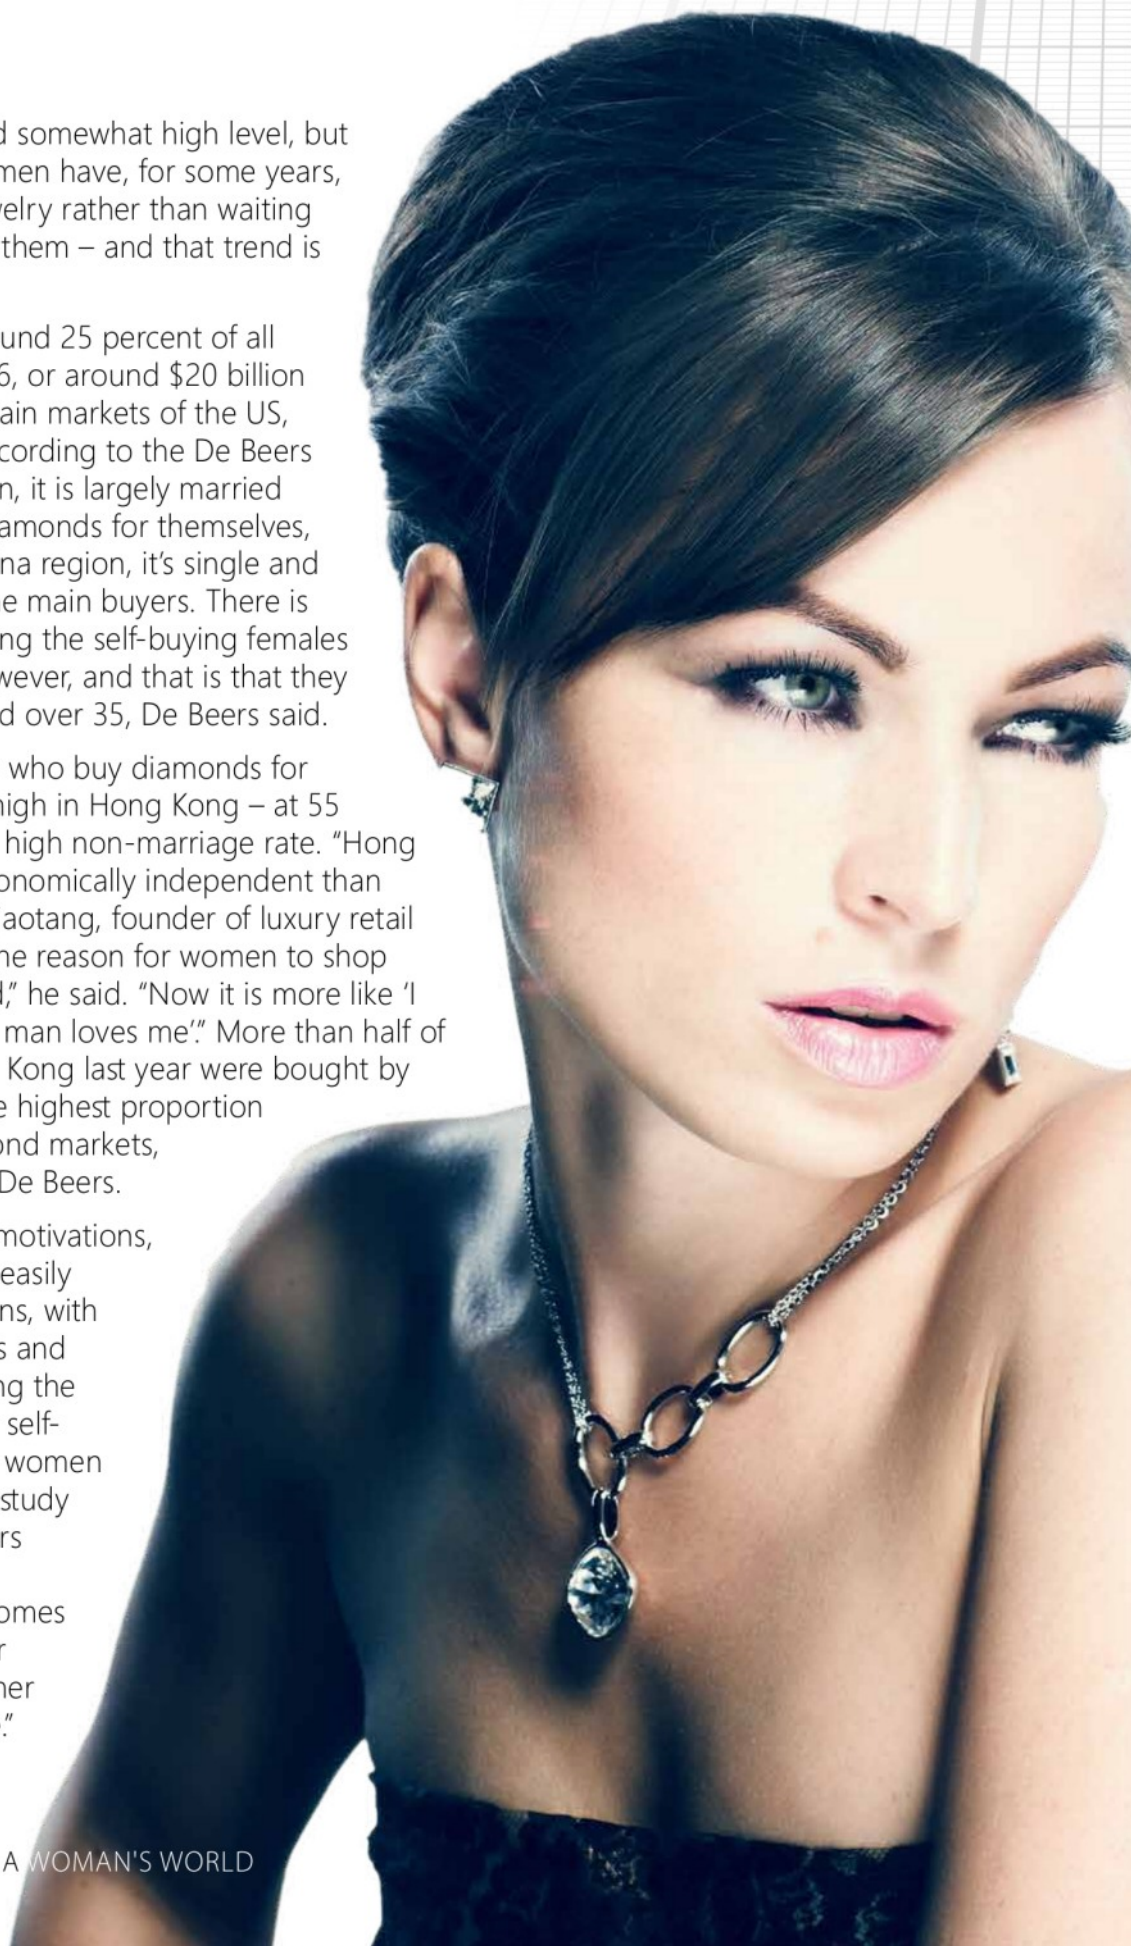 d somewhat high level, but
men have, for some years,
welry rather than waiting
them – and that trend is
und 25 percent of all
6, or around $20 billion
ain markets of the US,
cording to the De Beers
n, it is largely married
amonds for themselves,
na region, it's single and
e main buyers. There is
ng the self-buying females
wever, and that is that they
d over 35, De Beers said.
who buy diamonds for
high in Hong Kong – at 55
high non-marriage rate. “Hong
onomically independent than
aotang, founder of luxury retail
he reason for women to shop
d,” he said. “Now it is more like ‘I
man loves me’.” More than half of
Kong last year were bought by
e highest proportion
ond markets,
De Beers.
motivations,
easily
ns, with
s and
ng the
self-
women
study
rs
omes
r
her
.”
A WOMAN'S WORLD